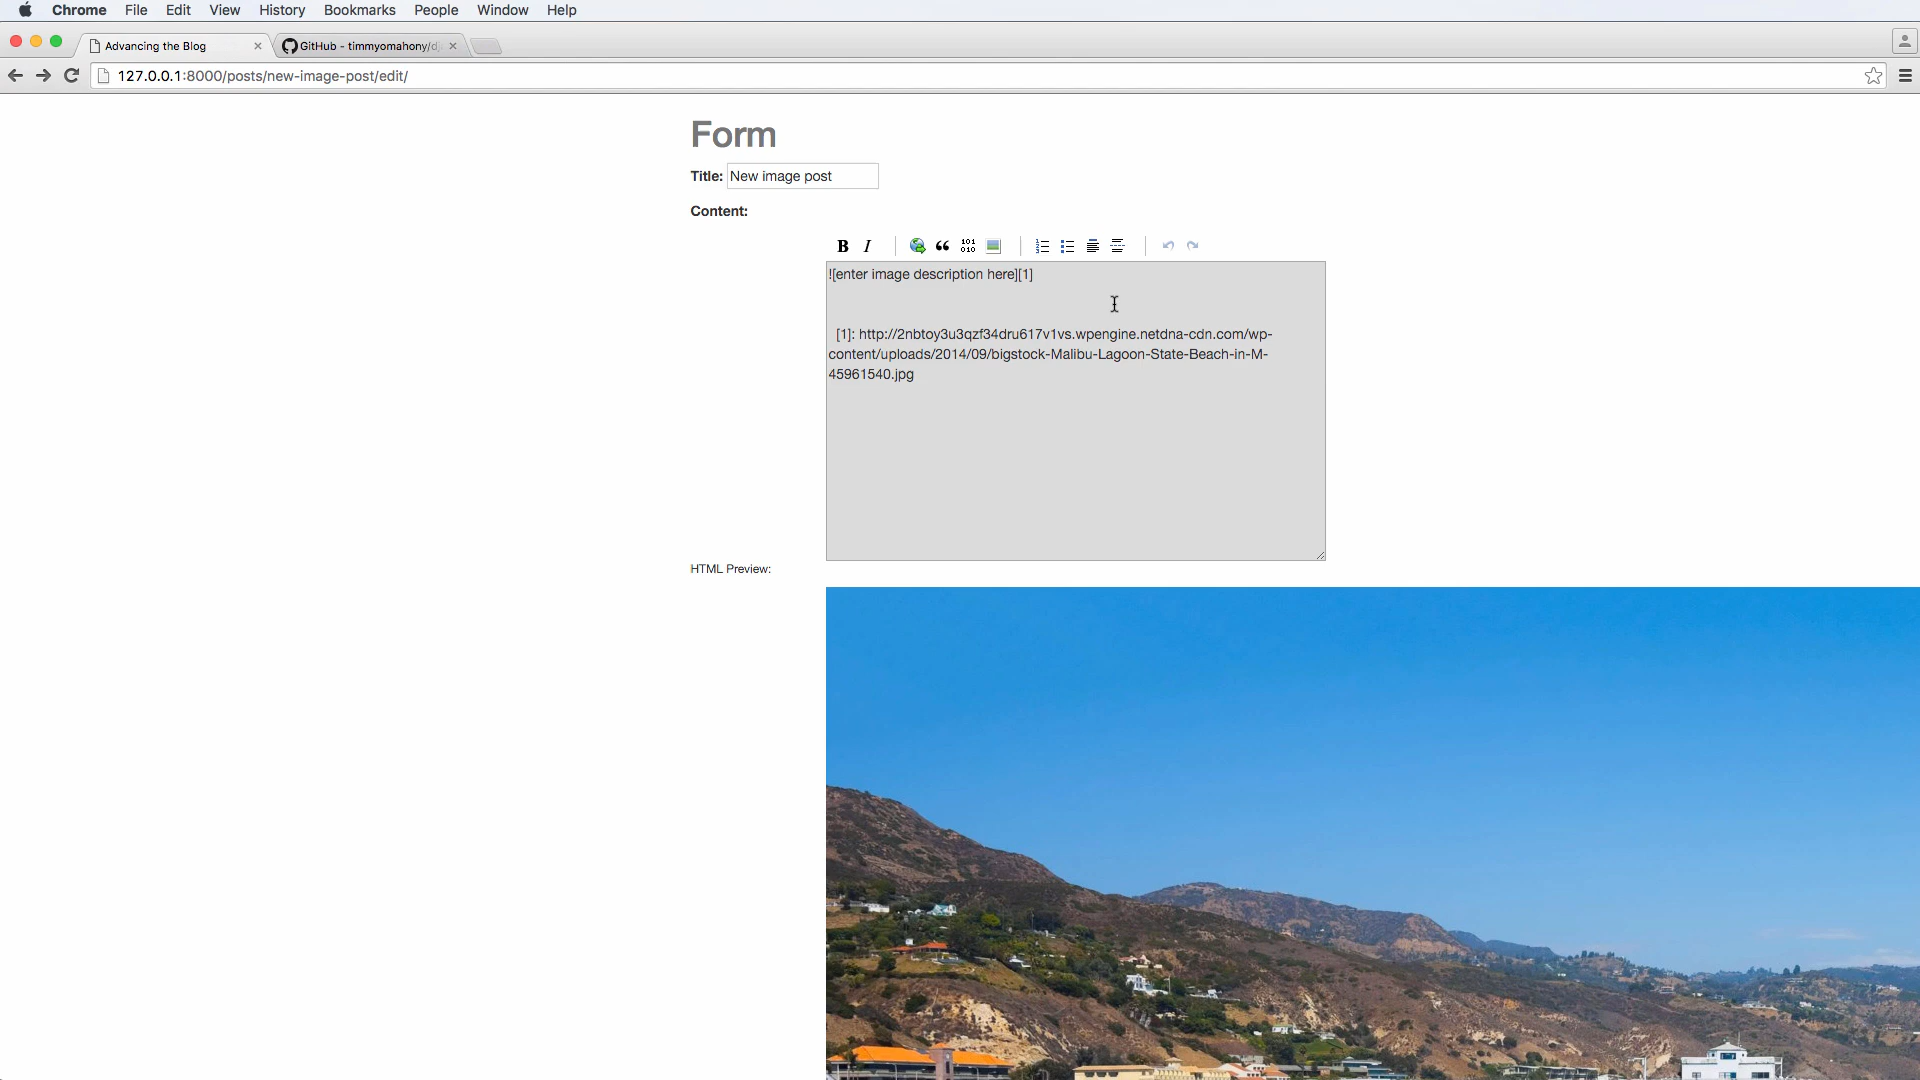 Chrome File Edit View History Bookmarks People Window Help
Advancing the Blog
GitHub - timmyomahony/dj
127.0.0.1:8000/posts/new-image-post/edit/
Form
Title: New image post
Content:
B I
101
010
![enter image description here][1]
[1]: http://2nbtoy3u3qzf34dru617v1vs.wpengine.netdna-cdn.com/wp-
content/uploads/2014/09/bigstock-Malibu-Lagoon-State-Beach-in-M-
45961540.jpg
HTML Preview: